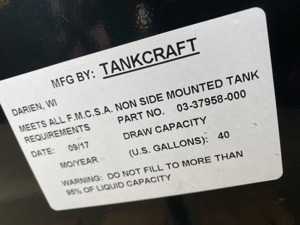 MFG BY: TANKCRAFT
DARIEN, WI
MEETS ALL F.M.C.S.A. NON SIDE MOUNTED TANK
REQUIREMENTS PART NO. 03-37958-000
DATE: 09/17 DRAW CAPACITY
MO/YEAR (U.S. GALLONS): 40
WARNING: DO NOT FILL TO MORE THAN
95% OF LIQUID CAPACITY